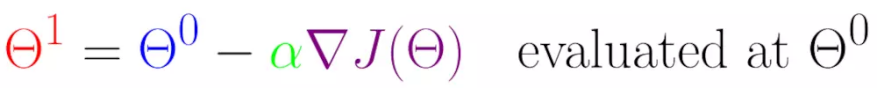 Θ¹ = Θ⁰ − α∇J(Θ) evaluated at Θ⁰